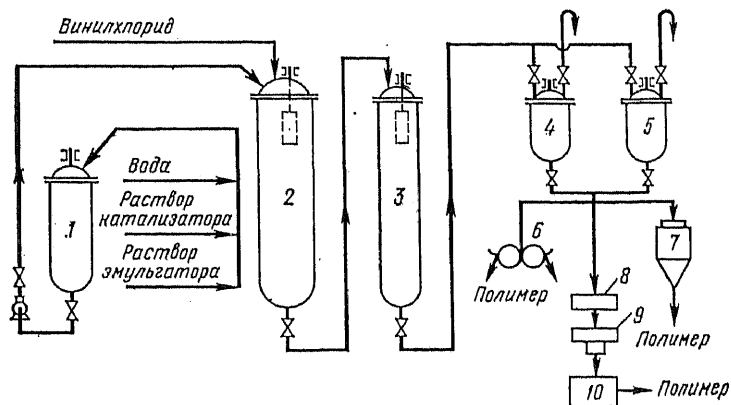 Винилхлорид
Вода
Раствор
катализатора
Раствор
эмульгатора
1
2
3
4
5
6
7
8
9
10
Полимер
Полимер
Полимер